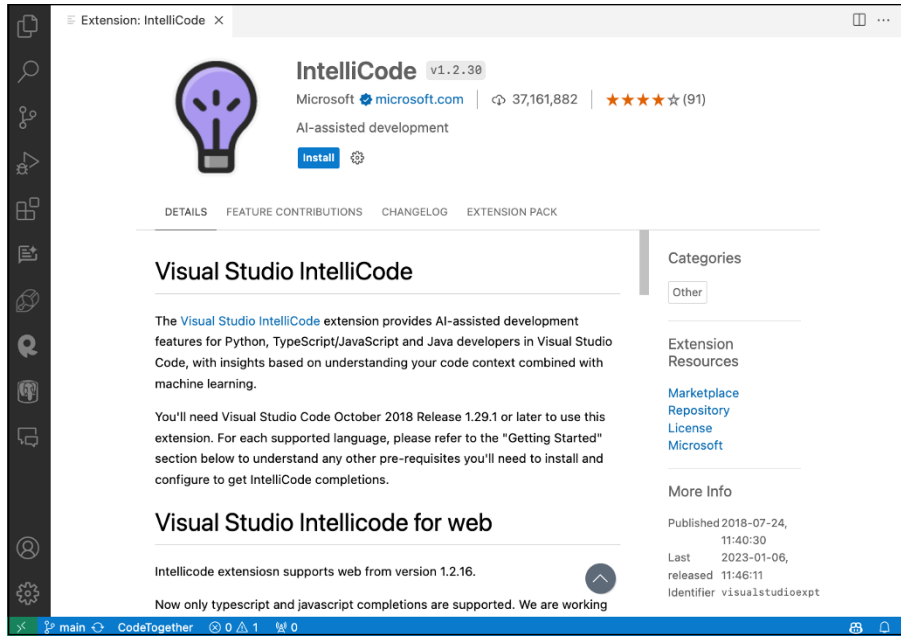 Extension: IntelliCode
IntelliCode v1.2.30
Microsoft microsoft.com 37,161,882 (91)
AI-assisted development
Install
DETAILS FEATURE CONTRIBUTIONS CHANGELOG EXTENSION PACK
Visual Studio IntelliCode
The Visual Studio IntelliCode extension provides AI-assisted development
features for Python, TypeScript/JavaScript and Java developers in Visual Studio
Code, with insights based on understanding your code context combined with
machine learning.
You'll need Visual Studio Code October 2018 Release 1.29.1 or later to use this
extension. For each supported language, please refer to the "Getting Started"
section below to understand any other pre-requisites you'll need to install and
configure to get IntelliCode completions.
Visual Studio Intellicode for web
Intellicode extensiosn supports web from version 1.2.16.
Now only typescript and javascript completions are supported. We are working
Categories
Other
Extension
Resources
Marketplace
Repository
License
Microsoft
More Info
Published 2018-07-24,
11:40:30
Last 2023-01-06,
released 11:46:11
Identifier visualstudioexpt
main CodeTogether 0 1 0